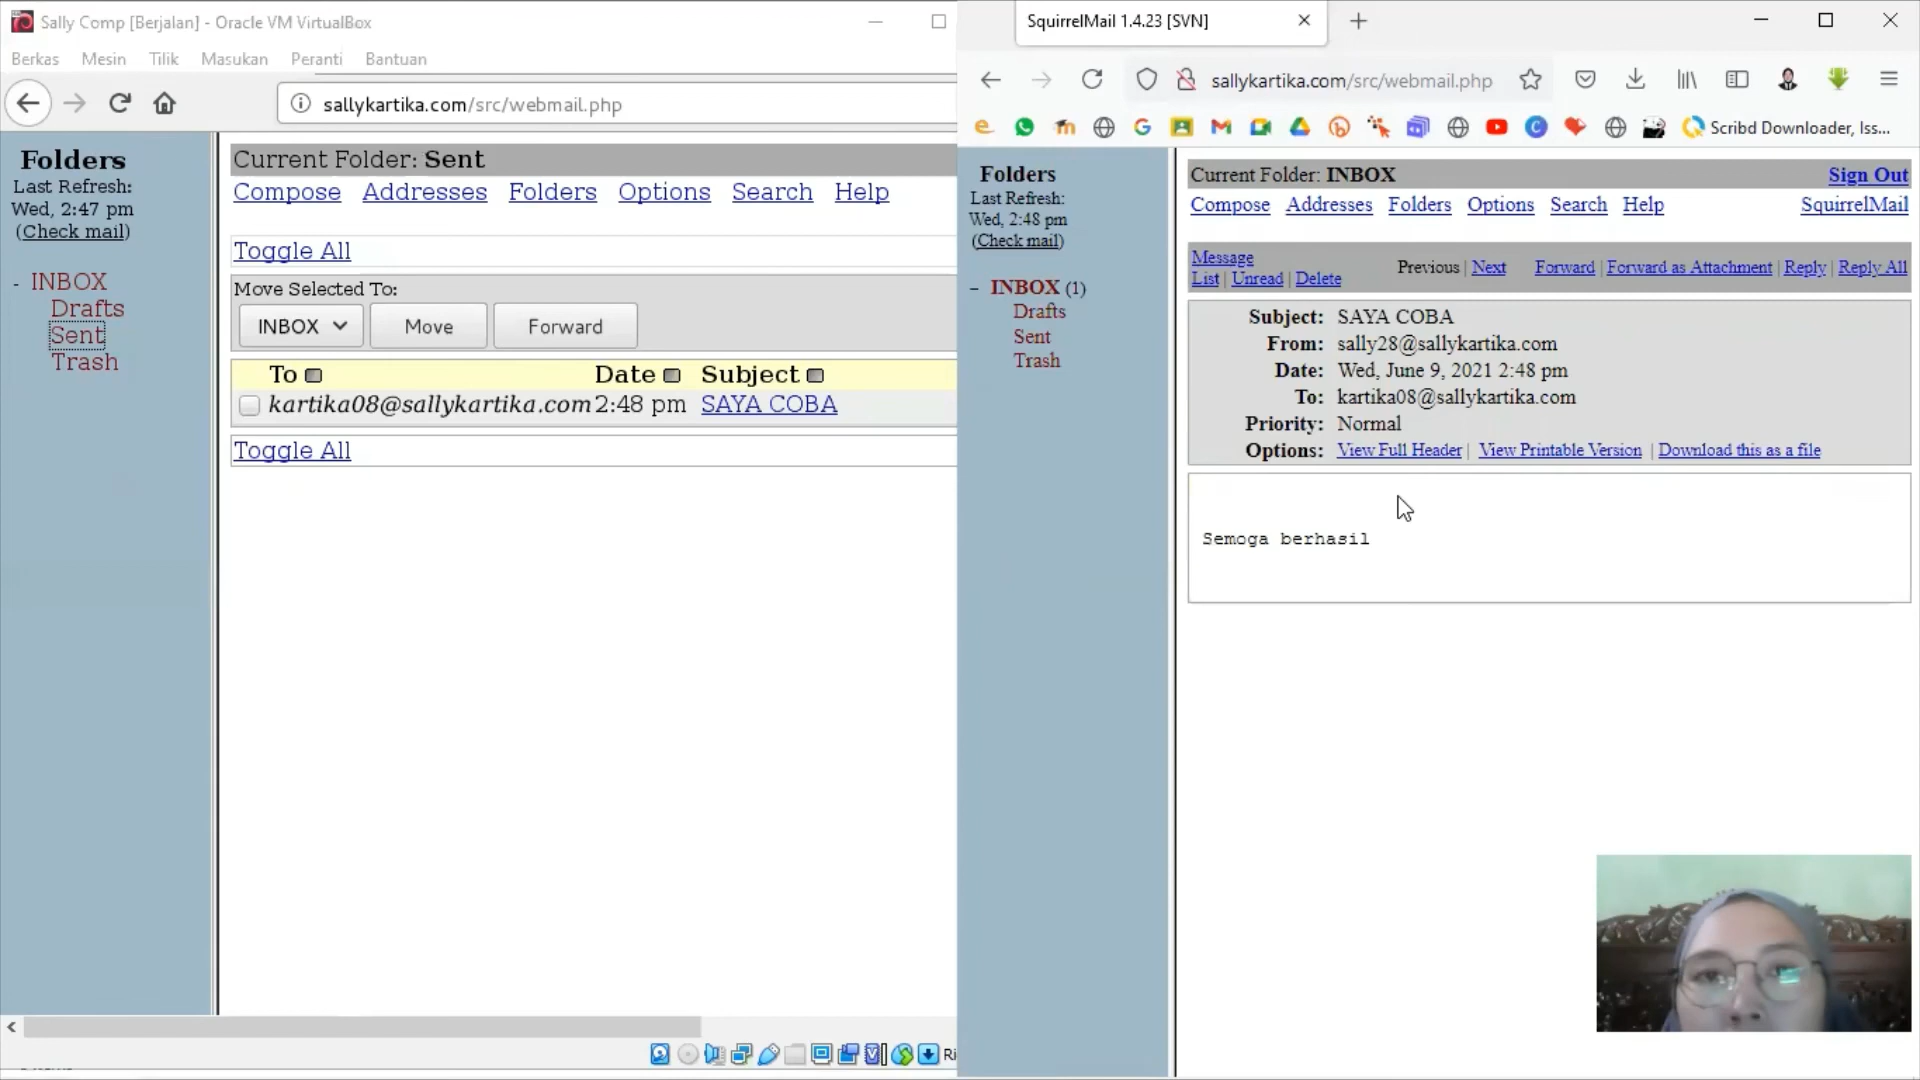 Sally Comp [Berjalan] - Oracle VM VirtualBox
Berkas Mesin Tilik Masukan Peranti Bantuan
sallykartika.com/src/webmail.php
Folders
Last Refresh:
Wed, 2:47 pm
(Check mail)
- INBOX
Drafts
Sent
Trash
Current Folder: Sent
Compose Addresses Folders Options Search Help
Toggle All
Move Selected To:
INBOX Move Forward
To Date Subject
kartika08@sallykartika.com 2:48 pm SAYA COBA
Toggle All
SquirrelMail 1.4.23 [SVN]
sallykartika.com/src/webmail.php
Scribd Downloader, Iss...
Folders
Last Refresh:
Wed, 2:48 pm
(Check mail)
- INBOX (1)
Drafts
Sent
Trash
Current Folder: INBOX Sign Out
Compose Addresses Folders Options Search Help SquirrelMail
Message
List | Unread | Delete Previous | Next Forward | Forward as Attachment | Reply | Reply All
Subject: SAYA COBA
From: sally28@sallykartika.com
Date: Wed, June 9, 2021 2:48 pm
To: kartika08@sallykartika.com
Priority: Normal
Options: View Full Header | View Printable Version | Download this as a file
Semoga berhasil
Ri